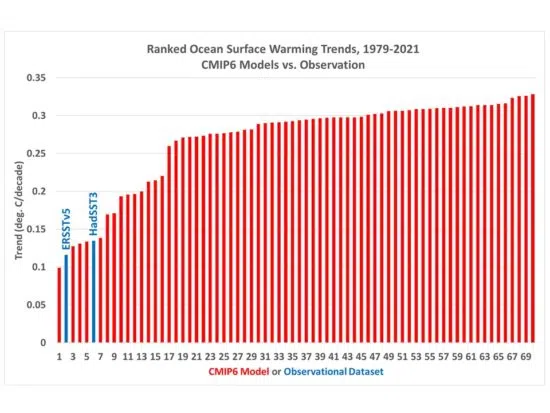 Ranked Ocean Surface Warming Trends, 1979-2021
CMIP6 Models vs. Observation
Trend (deg. C/decade)
0.35
0.3
0.25
0.2
0.15
0.1
0.05
0
ERSSTv5
HadSST3
1 3 5 7 9 11 13 15 17 19 21 23 25 27 29 31 33 35 37 39 41 43 45 47 49 51 53 55 57 59 61 63 65 67 69
CMIP6 Model or Observational Dataset